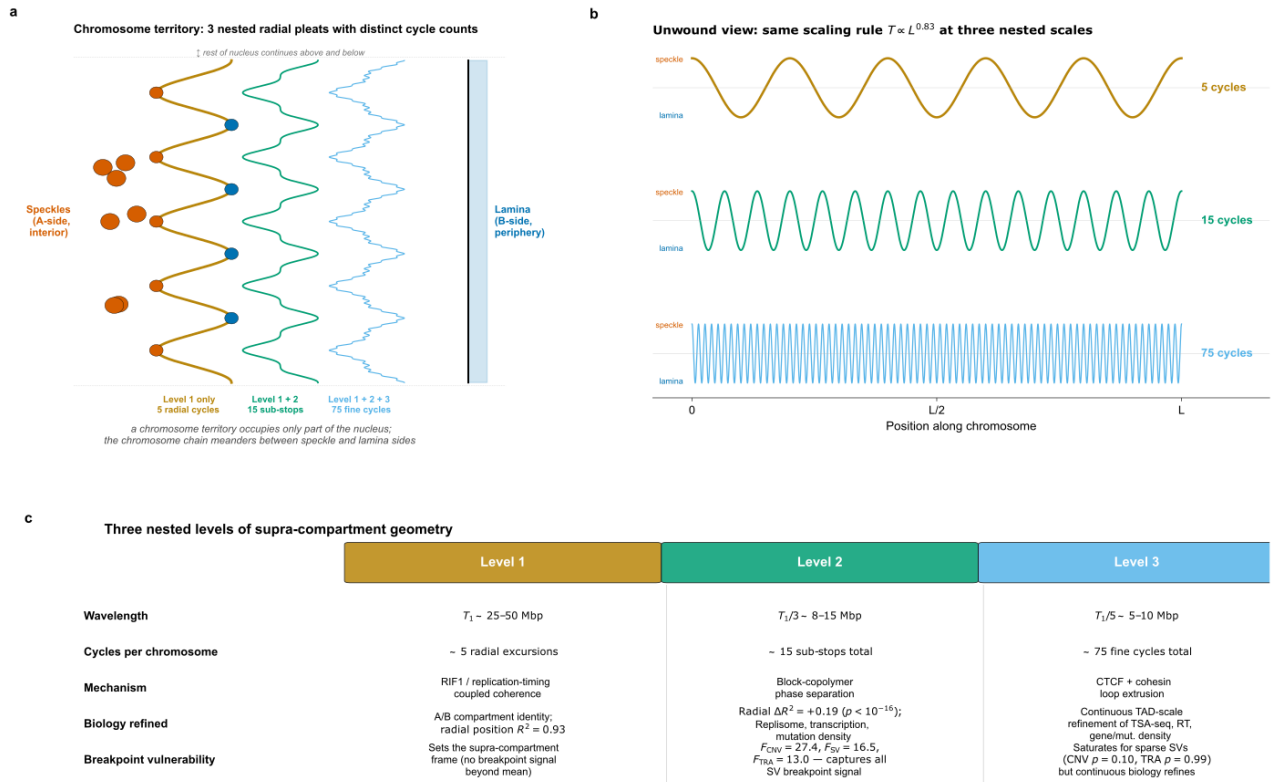 a
Chromosome territory: 3 nested radial pleats with distinct cycle counts
↕ rest of nucleus continues above and below
Speckles
(A-side,
interior)
Lamina
(B-side,
periphery)
Level 1 only
5 radial cycles
Level 1 + 2
15 sub-stops
Level 1 + 2 + 3
75 fine cycles
a chromosome territory occupies only part of the nucleus;
the chromosome chain meanders between speckle and lamina sides
b
Unwound view: same scaling rule T ∝ L^0.83 at three nested scales
speckle
lamina
5 cycles
speckle
lamina
15 cycles
speckle
lamina
75 cycles
0
L/2
L
Position along chromosome
c
Three nested levels of supra-compartment geometry
Level 1
Level 2
Level 3
Wavelength
T₁ ~ 25–50 Mbp
T₁/3 ~ 8–15 Mbp
T₁/5 ~ 5–10 Mbp
Cycles per chromosome
~ 5 radial excursions
~ 15 sub-stops total
~ 75 fine cycles total
Mechanism
RIF1 / replication-timing
coupled coherence
Block-copolymer
phase separation
CTCF + cohesin
loop extrusion
Biology refined
A/B compartment identity;
radial position R² = 0.93
Radial ΔR² = +0.19 (p < 10⁻¹⁶);
Replisome, transcription,
mutation density
Continuous TAD-scale
refinement of TSA-seq, RT,
gene/mut. density
Breakpoint vulnerability
Sets the supra-compartment
frame (no breakpoint signal
beyond mean)
F_CNV = 27.4, F_SV = 16.5,
F_TRA = 13.0 — captures all
SV breakpoint signal
Saturates for sparse SVs
(CNV p = 0.10, TRA p = 0.99)
but continuous biology refines